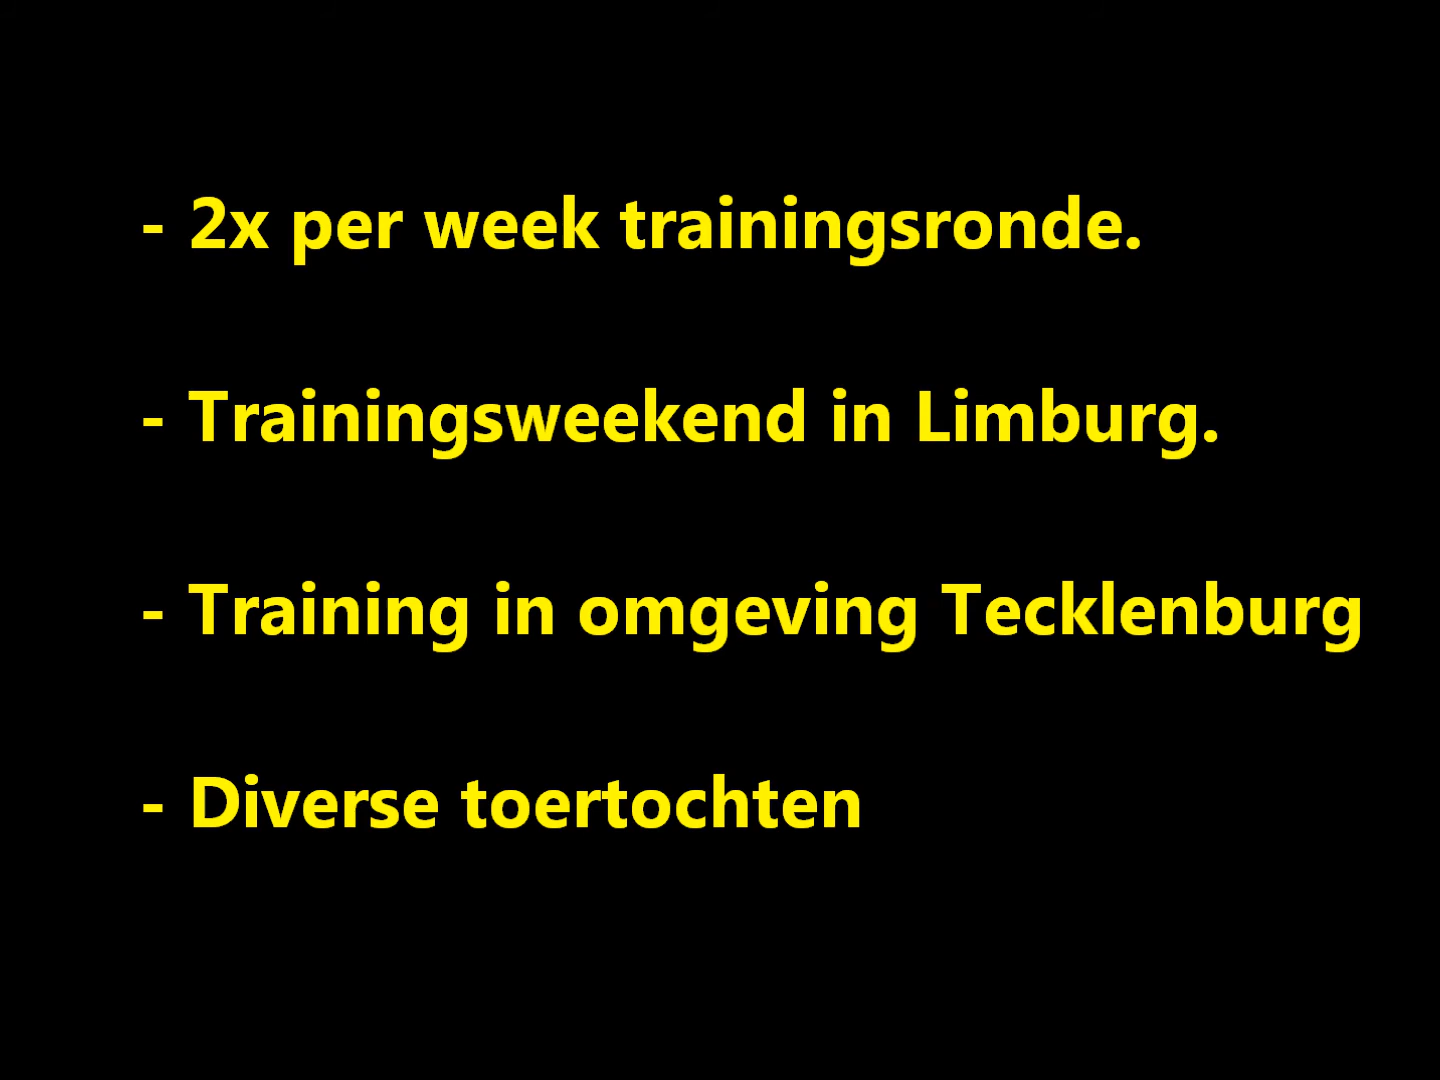 - 2x per week trainingsronde.
- Trainingsweekend in Limburg.
- Training in omgeving Tecklenburg
- Diverse toertochten